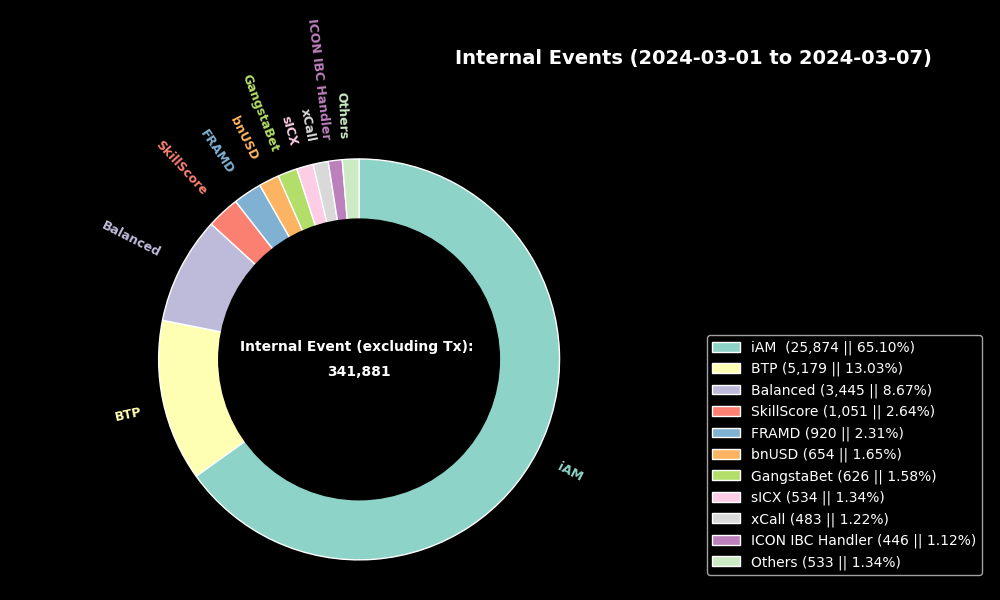 Internal Events (2024-03-01 to 2024-03-07)
ICON IBC Handler
Others
xCall
sICX
GangstaBet
bnUSD
FRAMD
SkillScore
Balanced
BTP
iAM
Internal Event (excluding Tx):
341,881
iAM  (25,874 || 65.10%)
BTP (5,179 || 13.03%)
Balanced (3,445 || 8.67%)
SkillScore (1,051 || 2.64%)
FRAMD (920 || 2.31%)
bnUSD (654 || 1.65%)
GangstaBet (626 || 1.58%)
sICX (534 || 1.34%)
xCall (483 || 1.22%)
ICON IBC Handler (446 || 1.12%)
Others (533 || 1.34%)